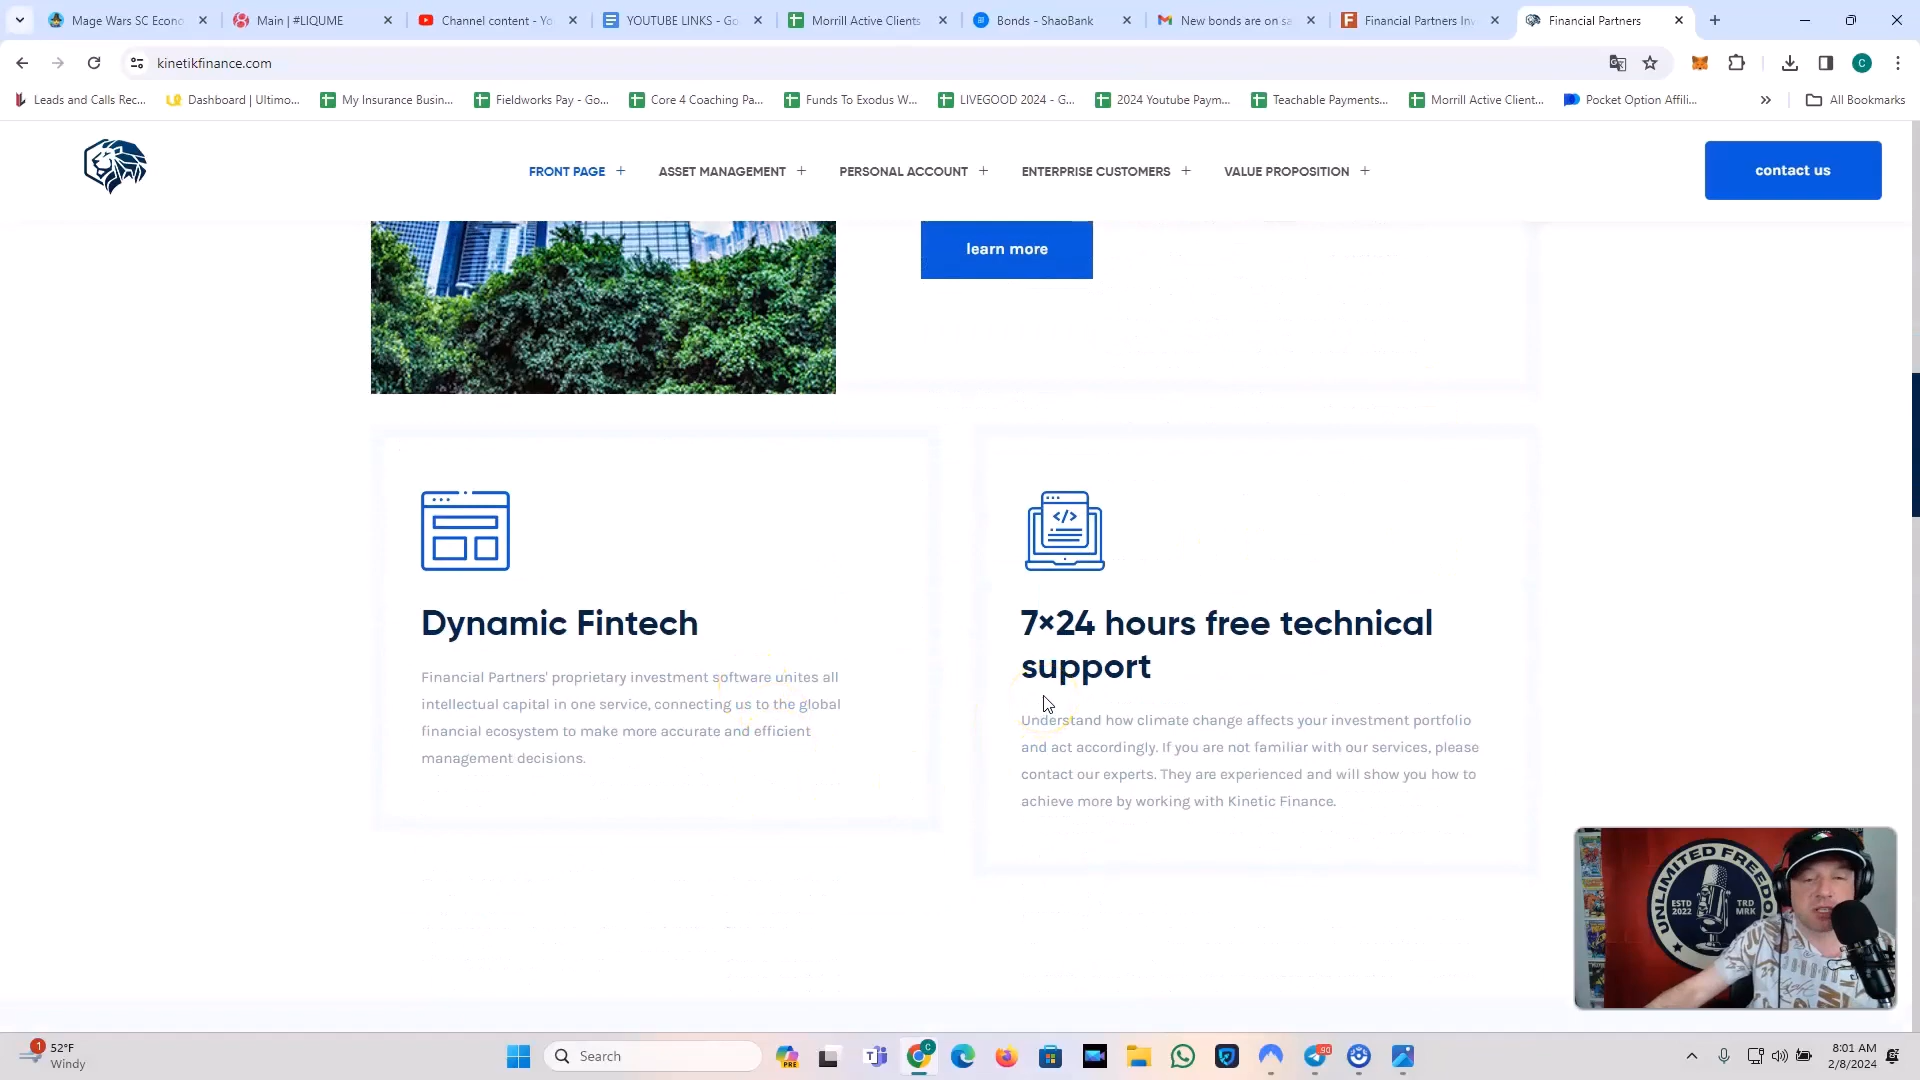 Mage Wars SC Econo
Main | #LIQUME
Channel content - Yo
YOUTUBE LINKS - Go
Morrill Active Clients
Bonds - ShaoBank
New bonds are on sa
Financial Partners Inv
Financial Partners
kinetikfinance.com
Leads and Calls Rec...
Dashboard | Ultimo...
My Insurance Busin...
Fieldworks Pay - Go...
Core 4 Coaching Pa...
Funds To Exodus W...
LIVEGOOD 2024 - G...
2024 Youtube Paym...
Teachable Payments...
Morrill Active Client...
Pocket Option Affili...
All Bookmarks
FRONT PAGE +
ASSET MANAGEMENT +
PERSONAL ACCOUNT +
ENTERPRISE CUSTOMERS +
VALUE PROPOSITION +
contact us
learn more
Dynamic Fintech
Financial Partners' proprietary investment software unites all
intellectual capital in one service, connecting us to the global
financial ecosystem to make more accurate and efficient
management decisions.
7×24 hours free technical
support
Understand how climate change affects your investment portfolio
and act accordingly. If you are not familiar with our services, please
contact our experts. They are experienced and will show you how to
achieve more by working with Kinetic Finance.
UNLIMITED FREEDO
ESTD
2022
TRD
MRK
1
52°F
Windy
Search
PRE
C
90
8:01 AM
2/8/2024